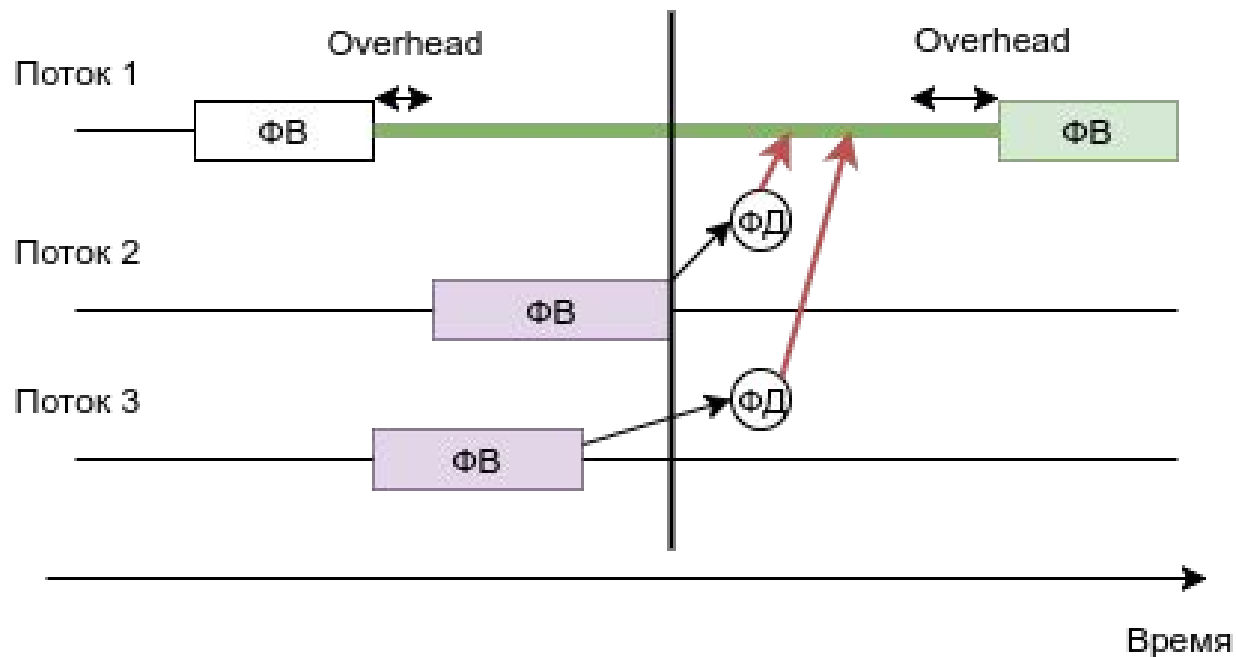 Overhead
Overhead
Поток 1
ФВ
ФВ
ФД
Поток 2
ФВ
ФД
Поток 3
ФВ
Время